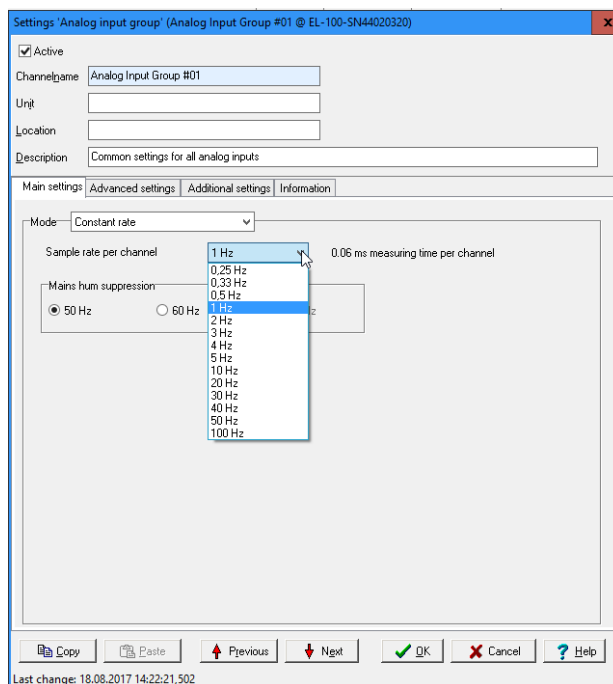 Settings 'Analog input group' (Analog Input Group #01 @ EL-100-SN44020320)
x
Active
Channelname Analog Input Group #01
Unit
Location
Description Common settings for all analog inputs
Main settings Advanced settings Additional settings Information
Mode Constant rate
Sample rate per channel 1 Hz 0.06 ms measuring time per channel
0,25 Hz
0,33 Hz
0,5 Hz
1 Hz
2 Hz
3 Hz
4 Hz
5 Hz
10 Hz
20 Hz
30 Hz
40 Hz
50 Hz
100 Hz
Mains hum suppression
50 Hz 60 Hz
Copy Paste Previous Next OK Cancel Help
Last change: 18.08.2017 14:22:21,502